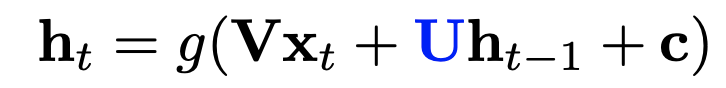 h_t = g(Vx_t + Uh_{t−1} + c)